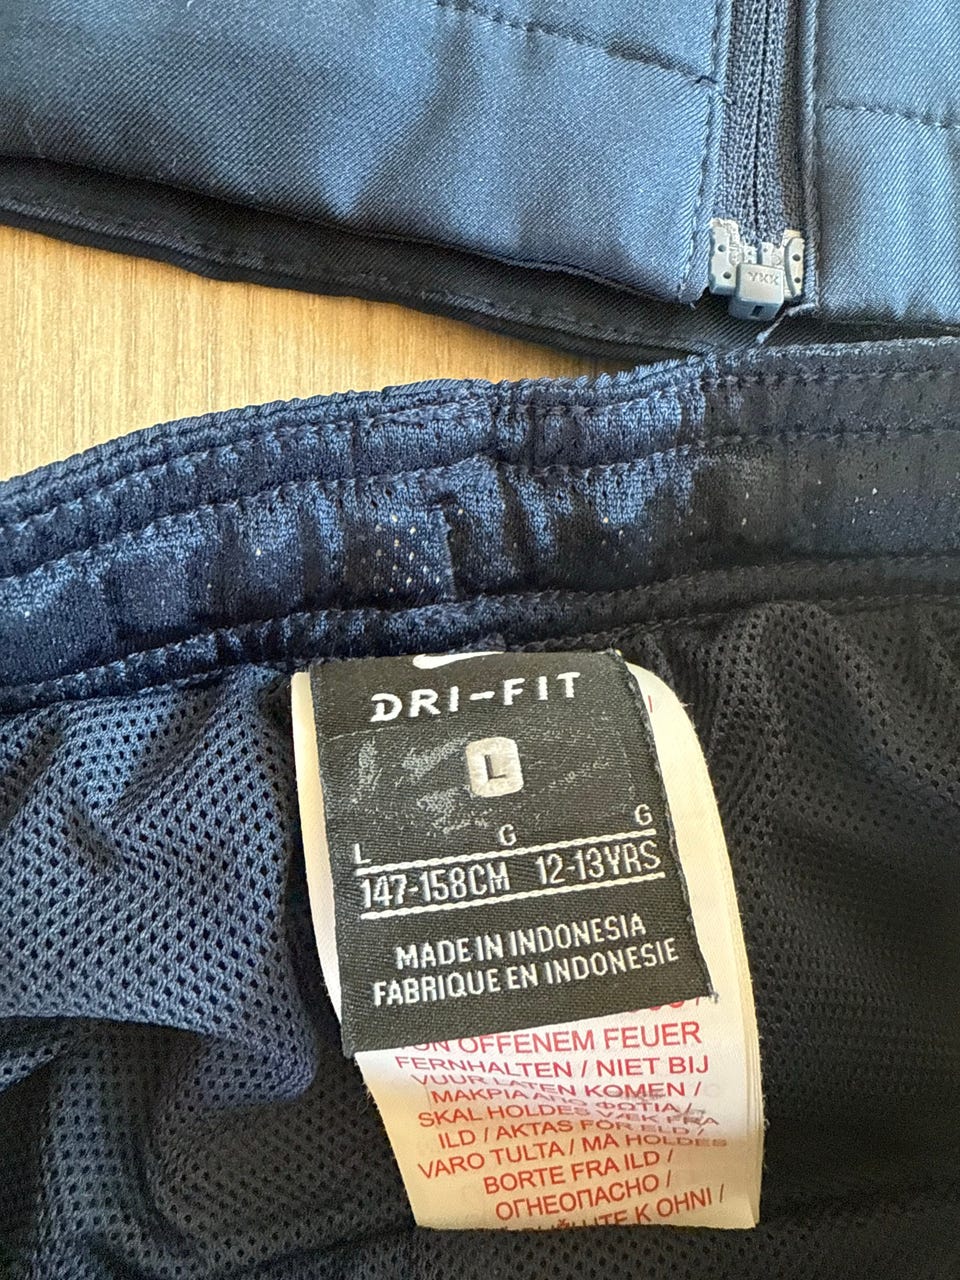 YKK
DRI-FIT
L
L G G
147-158CM 12-13YRS
MADE IN INDONESIA
FABRIQUE EN INDONESIE
OFFENEM FEUER
FERNHALTEN / NIET BIJ
VUUR LATEN KOMEN /
ΜΑΚΡΙΑ ΑΠΟ ΦΩΤΙΑ /
SKAL HOLDES VÆK FRA
ILD / AKTAS FÖR ELD /
VARO TULTA / MÅ HOLDES
BORTE FRA ILD /
ОГНЕОПАСНО /
K OHNI /